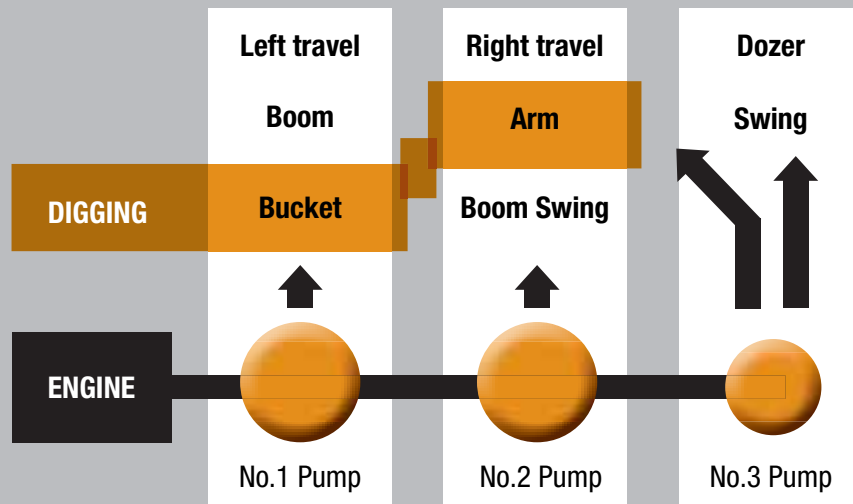 Left travel
Right travel
Dozer
Boom
Arm
Swing
DIGGING
Bucket
Boom Swing
ENGINE
No.1 Pump
No.2 Pump
No.3 Pump